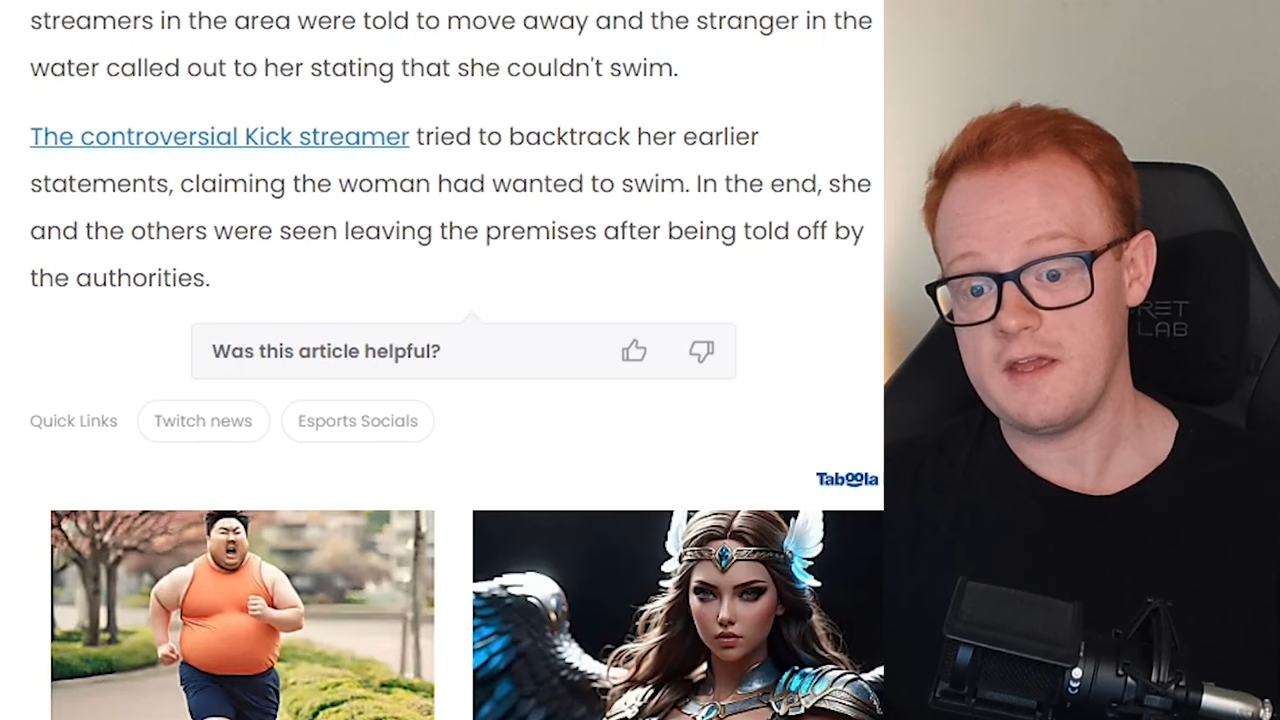 streamers in the area were told to move away and the stranger in the
water called out to her stating that she couldn't swim.
The controversial Kick streamer tried to backtrack her earlier
statements, claiming the woman had wanted to swim. In the end, she
and the others were seen leaving the premises after being told off by
the authorities.
Was this article helpful?
Quick Links Twitch news Esports Socials
Taboola
RET
LAB